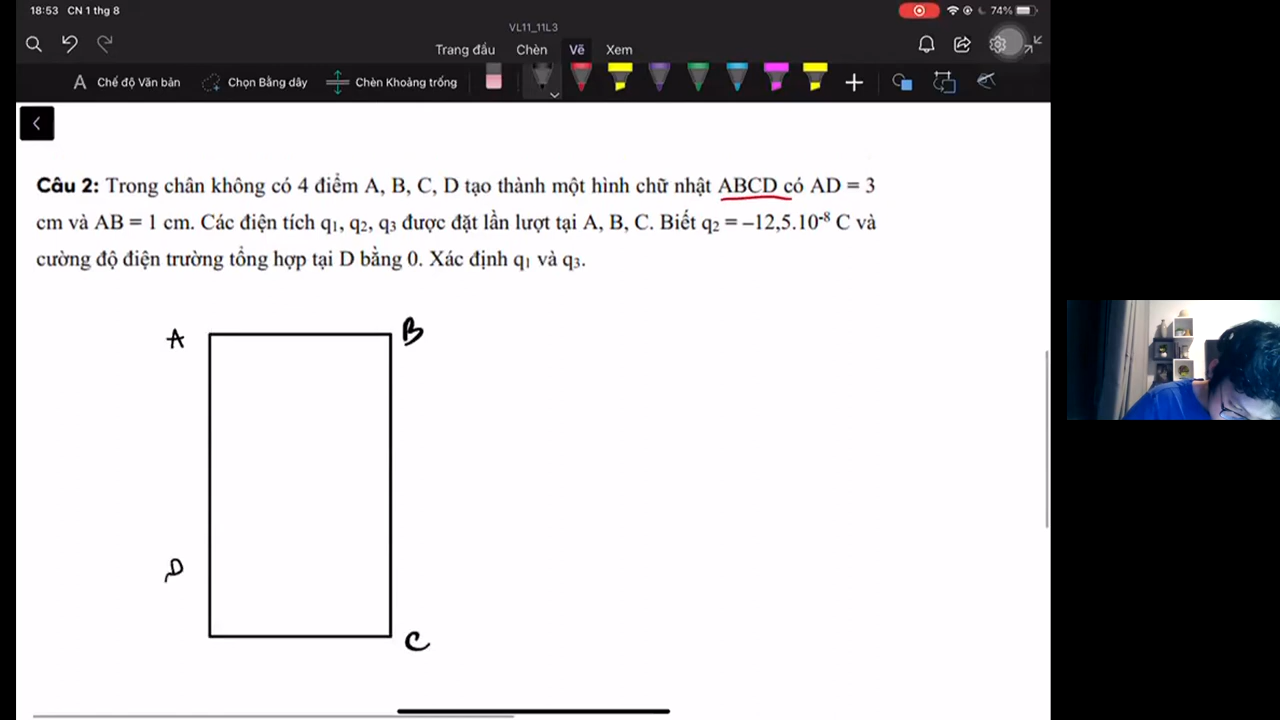 18:53 CN 1 thg 8
74%
VL11_11L3
Trang đầu Chèn Vẽ Xem
A Chế độ Văn bản Chọn Bằng dây Chèn Khoảng trống
Câu 2: Trong chân không có 4 điểm A, B, C, D tạo thành một hình chữ nhật ABCD có AD = 3
cm và AB = 1 cm. Các điện tích q₁, q₂, q₃ được đặt lần lượt tại A, B, C. Biết q₂ = –12,5.10⁻⁸ C và
cường độ điện trường tổng hợp tại D bằng 0. Xác định q₁ và q₃.
A B
D
C